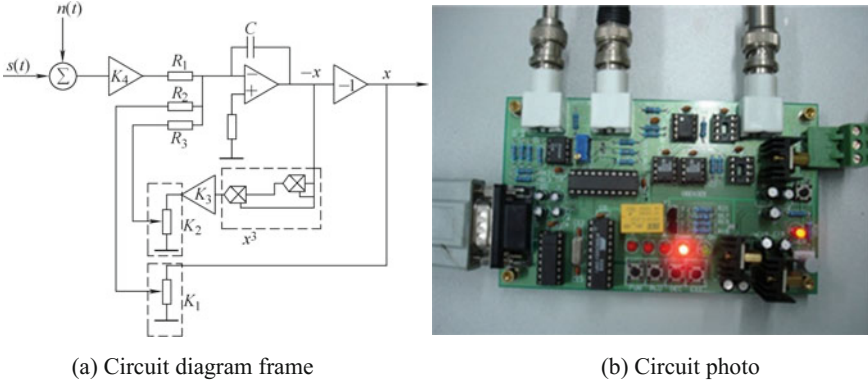 n(t)
s(t)
Σ
K₄
R₁
R₂
R₃
C
−
+
−x
−1
x
K₃
x³
K₂
K₁
(a) Circuit diagram frame
(b) Circuit photo